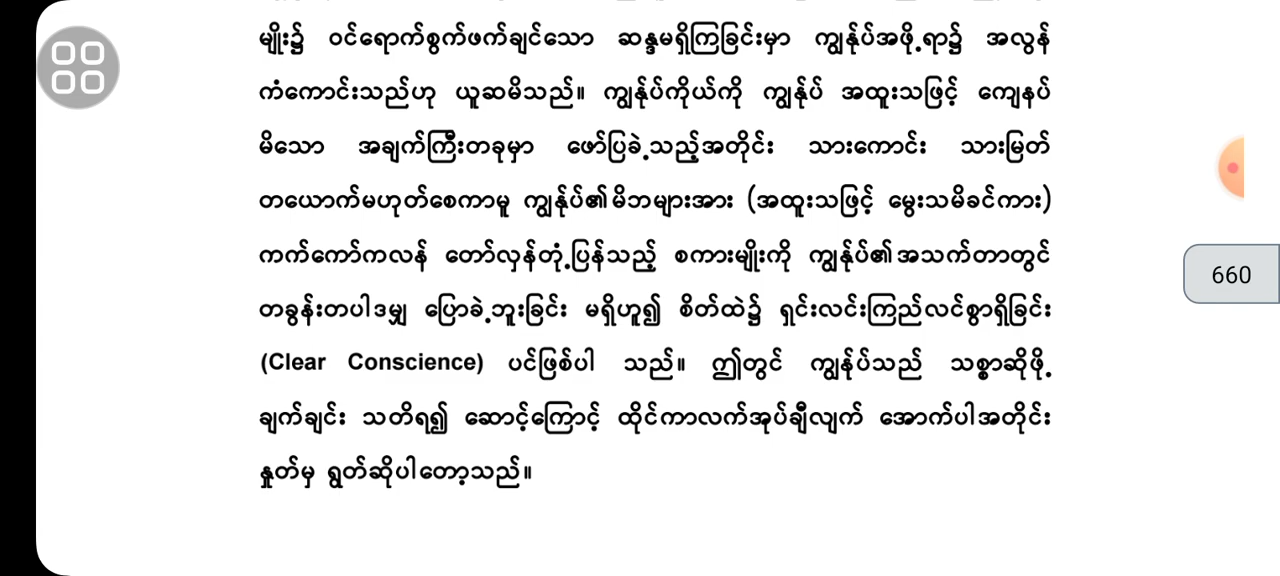 မျိုး၌ ဝင်ရောက်စွက်ဖက်ချင်သော ဆန္ဒမရှိကြခြင်းမှာ ကျွန်ုပ်အဖို့ရာ၌ အလွန်
ကံကောင်းသည်ဟု ယူဆမိသည်။ ကျွန်ုပ်ကိုယ်ကို ကျွန်ုပ် အထူးသဖြင့် ကျေနပ်
မိသော အချက်ကြီးတခုမှာ ဖော်ပြခဲ့သည့်အတိုင်း သားကောင်း သားမြတ်
တယောက်မဟုတ်စေကာမူ ကျွန်ုပ်၏မိဘများအား (အထူးသဖြင့် မွေးသမိခင်ကား)
ကက်ကော်ကလန် တော်လှန်တုံ့ပြန်သည့် စကားမျိုးကို ကျွန်ုပ်၏အသက်တာတွင်
တခွန်းတပါဒမျှ ပြောခဲ့ဘူးခြင်း မရှိဟူ၍ စိတ်ထဲ၌ ရှင်းလင်းကြည်လင်စွာရှိခြင်း
(Clear Conscience) ပင်ဖြစ်ပါ သည်။ ဤတွင် ကျွန်ုပ်သည် သစ္စာဆိုဖို့
ချက်ချင်း သတိရ၍ ဆောင့်ကြောင့် ထိုင်ကာလက်အုပ်ချီလျက် အောက်ပါအတိုင်း
နှုတ်မှ ရွတ်ဆိုပါတော့သည်။
660